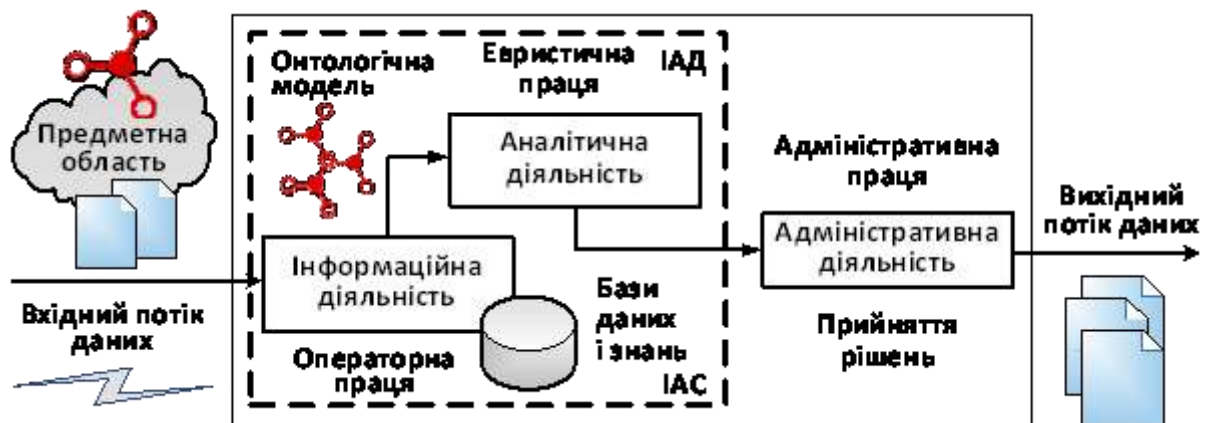 Предметна
область
Вхідний потік
даних
Онтологічна
модель
Евристична
праця
ІАД
Аналітична
діяльність
Інформаційна
діяльність
Операторна
праця
Бази
даних
і знань
ІАС
Адміністративна
праця
Адміністративна
діяльність
Прийняття
рішень
Вихідний
потік даних